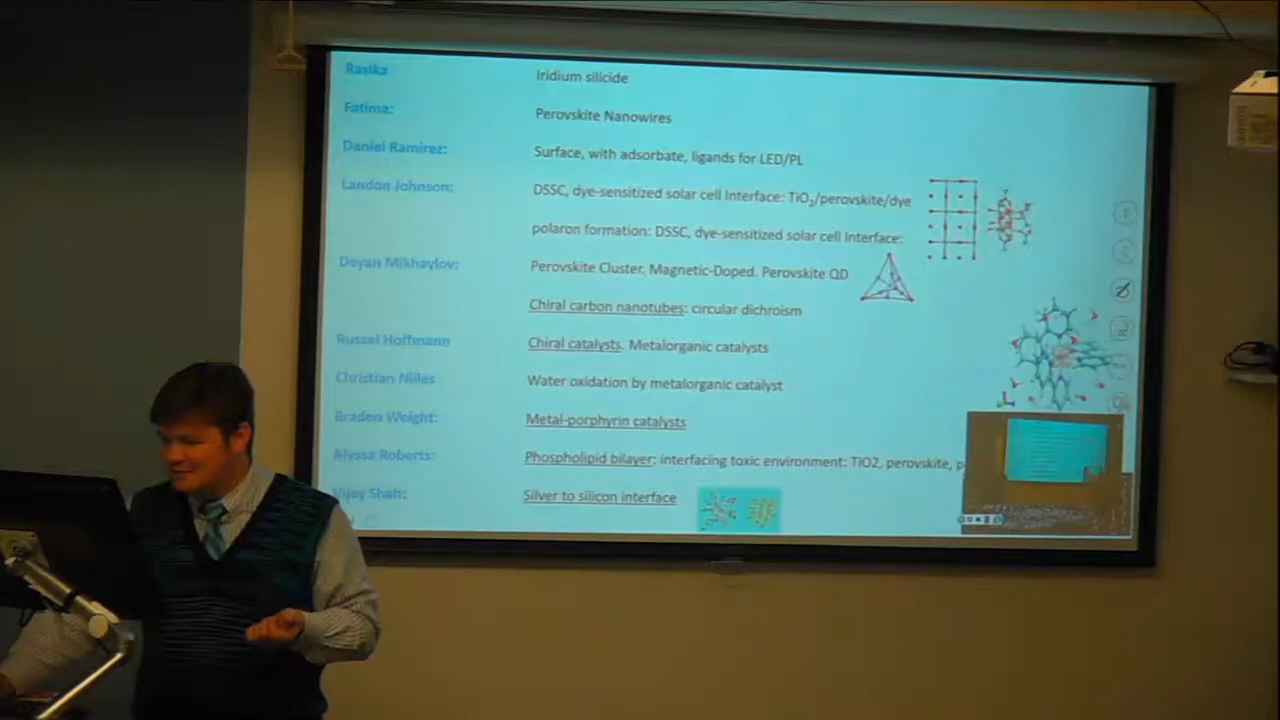 Rasika Iridium silicide
Fatima: Perovskite Nanowires
Daniel Ramirez: Surface, with adsorbate, ligands for LED/PL
Landon Johnson: DSSC, dye-sensitized solar cell Interface: TiO₂/perovskite/dye
polaron formation: DSSC, dye-sensitized solar cell Interface:
Dayan Mikhaylov: Perovskite Cluster, Magnetic-Doped. Perovskite QD
Chiral carbon nanotubes: circular dichroism
Russel Hoffmann Chiral catalysts. Metalorganic catalysts
Christian Nilles Water oxidation by metalorganic catalyst
Braden Weight: Metal-porphyrin catalysts
Alyssa Roberts: Phospholipid bilayer: interfacing toxic environment: TiO2, perovskite, p
Vijay Shah: Silver to silicon interface